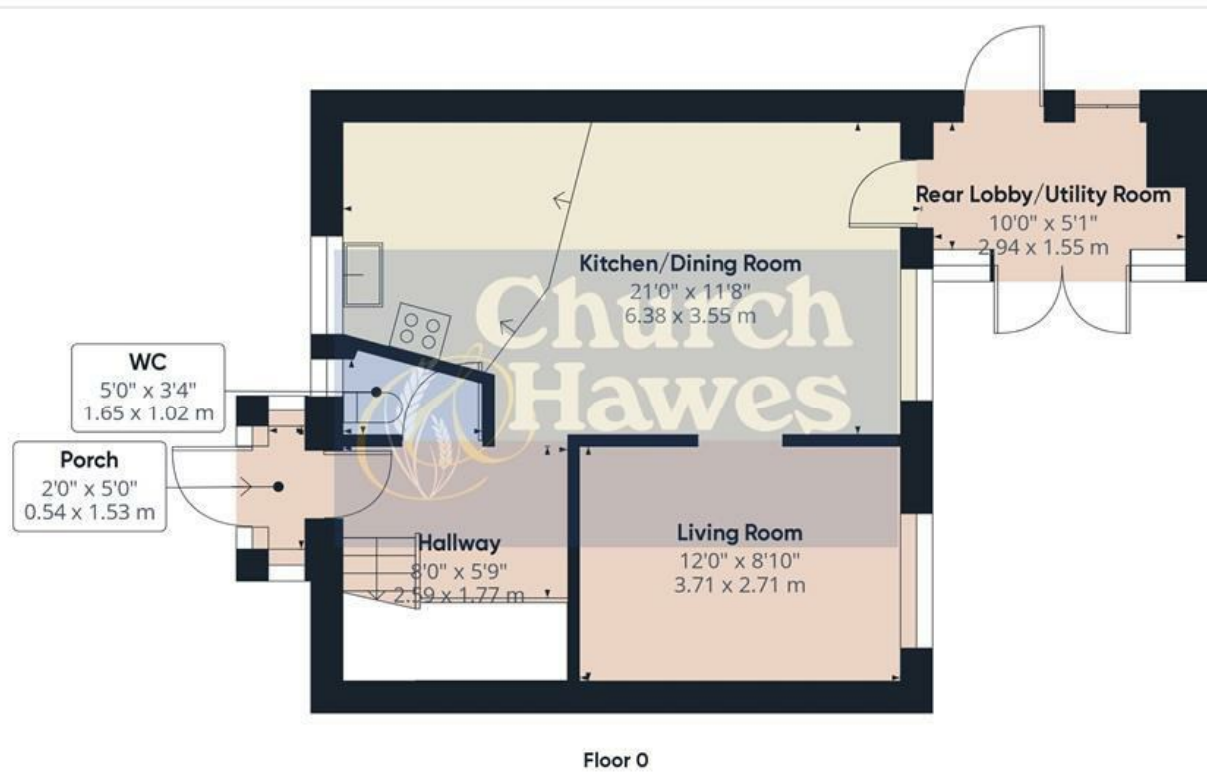 Rear Lobby/Utility Room
10'0" x 5'1"
2.94 x 1.55 m
Kitchen/Dining Room
21'0" x 11'8"
6.38 x 3.55 m
Church
& Hawes
WC
5'0" x 3'4"
1.65 x 1.02 m
Porch
2'0" x 5'0"
0.54 x 1.53 m
Hallway
8'0" x 5'9"
2.59 x 1.77 m
Living Room
12'0" x 8'10"
3.71 x 2.71 m
Floor 0